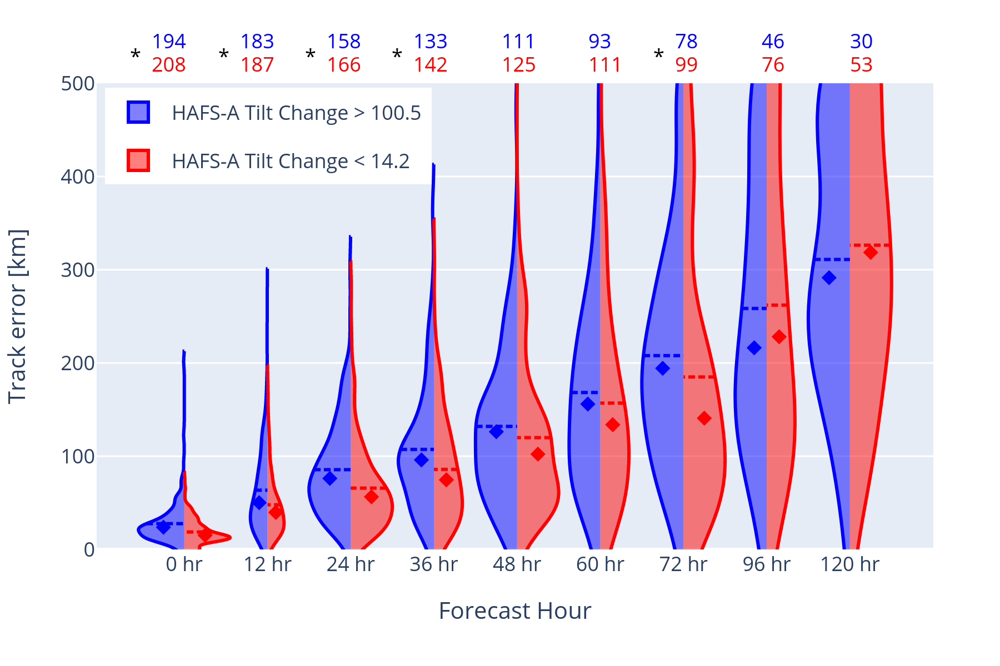 194 183 158 133 111 93 78 46 30
* * * * *
208 187 166 142 125 111 99 76 53
500
HAFS-A Tilt Change > 100.5
HAFS-A Tilt Change < 14.2
400
300
200
100
0
Track error [km]
0 hr 12 hr 24 hr 36 hr 48 hr 60 hr 72 hr 96 hr 120 hr
Forecast Hour